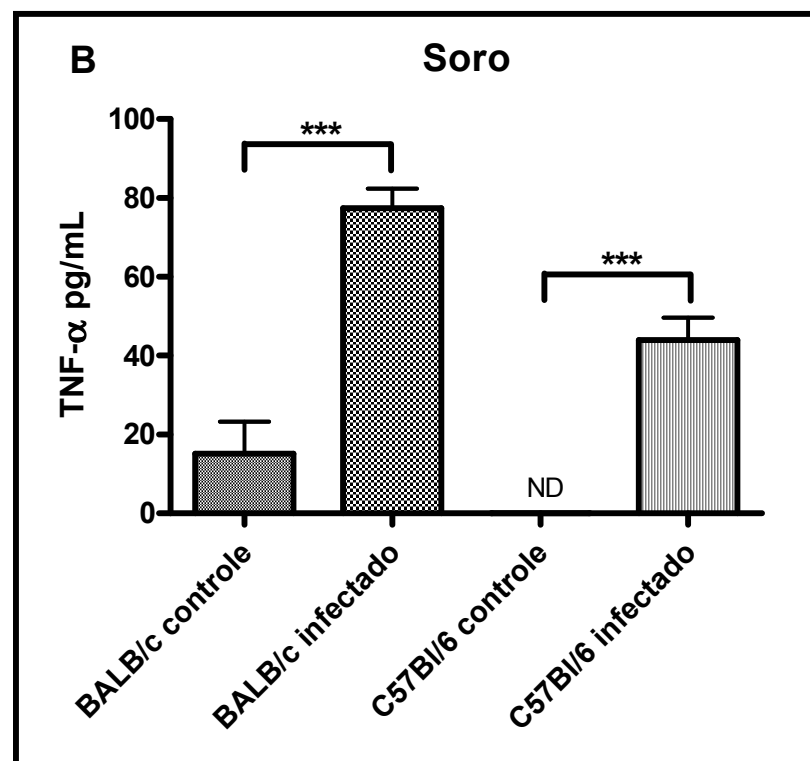 B
Soro
TNF-α pg/mL
100
80
60
40
20
0
***
***
ND
BALB/c controle
BALB/c infectado
C57Bl/6 controle
C57Bl/6 infectado